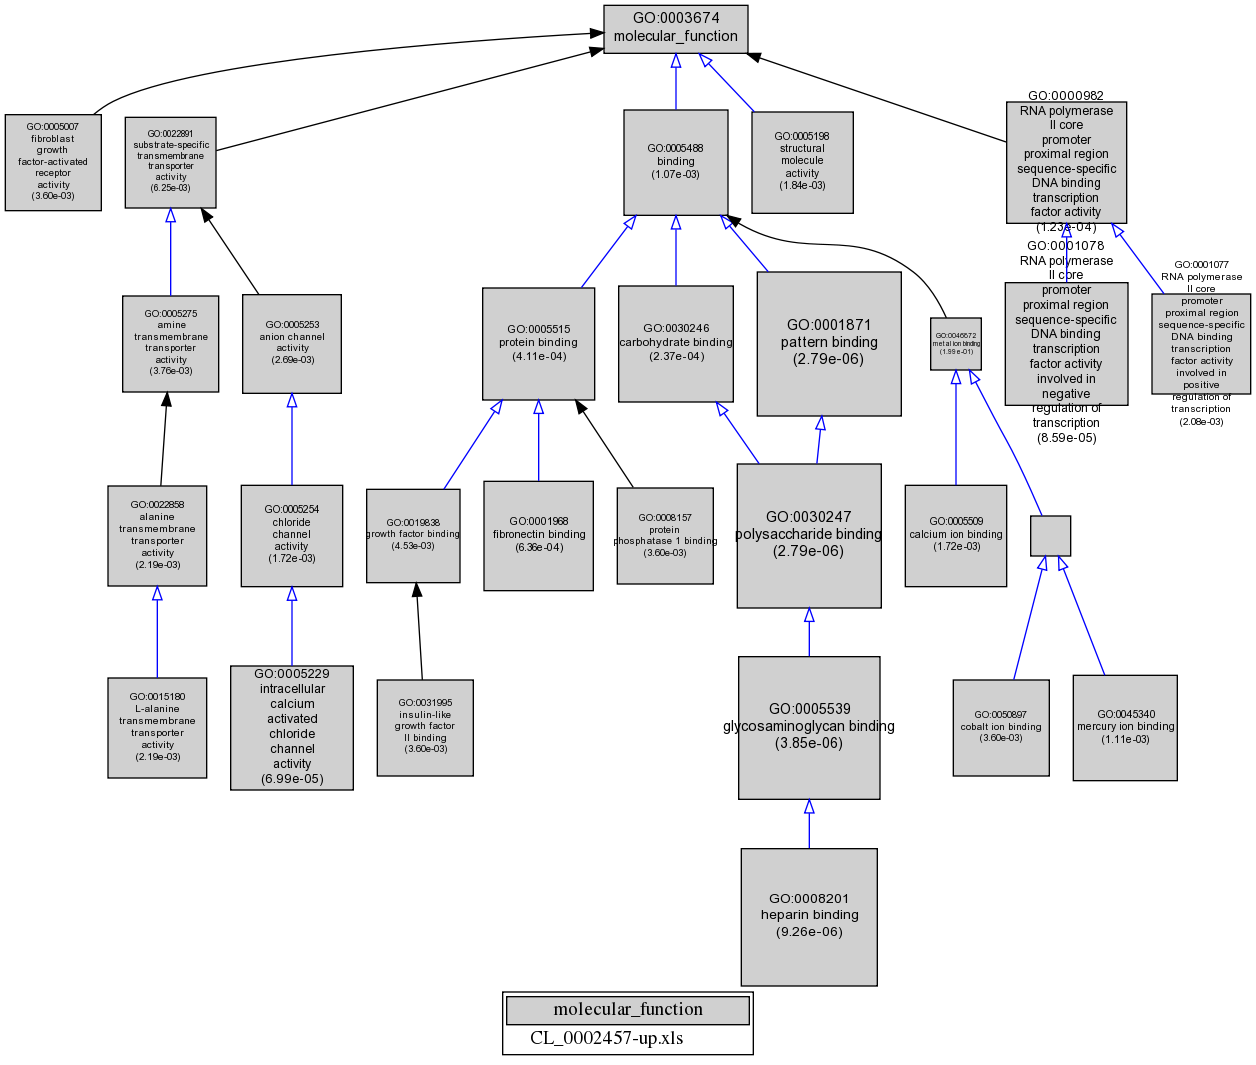 GO:0003674
molecular_function
GO:0005007
fibroblast
growth
factor-activated
receptor
activity
(3.60e-03)
GO:0022891
substrate-specific
transmembrane
transporter
activity
(6.25e-03)
GO:0005488
binding
(1.07e-03)
GO:0005198
structural
molecule
activity
(1.84e-03)
GO:0000982
RNA polymerase
II core
promoter
proximal region
sequence-specific
DNA binding
transcription
factor activity
(1.23e-04)
GO:0005275
amine
transmembrane
transporter
activity
(3.76e-03)
GO:0005253
anion channel
activity
(2.69e-03)
GO:0005515
protein binding
(4.11e-04)
GO:0030246
carbohydrate binding
(2.37e-04)
GO:0001871
pattern binding
(2.79e-06)
GO:0046872
metal ion binding
(1.99e-01)
GO:0001078
RNA polymerase
II core
promoter
proximal region
sequence-specific
DNA binding
transcription
factor activity
involved in
negative
regulation of
transcription
(8.59e-05)
GO:0001077
RNA polymerase
II core
promoter
proximal region
sequence-specific
DNA binding
transcription
factor activity
involved in
positive
regulation of
transcription
(2.08e-03)
GO:0022858
alanine
transmembrane
transporter
activity
(2.19e-03)
GO:0005254
chloride
channel
activity
(1.72e-03)
GO:0019838
growth factor binding
(4.53e-03)
GO:0001968
fibronectin binding
(6.36e-04)
GO:0008157
protein
phosphatase 1 binding
(3.60e-03)
GO:0030247
polysaccharide binding
(2.79e-06)
GO:0005509
calcium ion binding
(1.72e-03)
GO:0015180
L-alanine
transmembrane
transporter
activity
(2.19e-03)
GO:0005229
intracellular
calcium
activated
chloride
channel
activity
(6.99e-05)
GO:0031995
insulin-like
growth factor
II binding
(3.60e-03)
GO:0005539
glycosaminoglycan binding
(3.85e-06)
GO:0050897
cobalt ion binding
(3.60e-03)
GO:0045340
mercury ion binding
(1.11e-03)
GO:0008201
heparin binding
(9.26e-06)
molecular_function
CL_0002457-up.xls